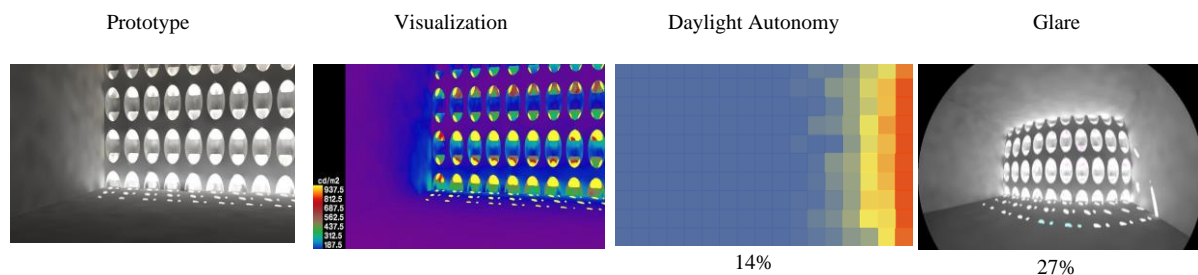 Prototype
Visualization
Daylight Autonomy
Glare
cd/m2
937.5
812.5
687.5
562.5
437.5
312.5
187.5
14%
27%